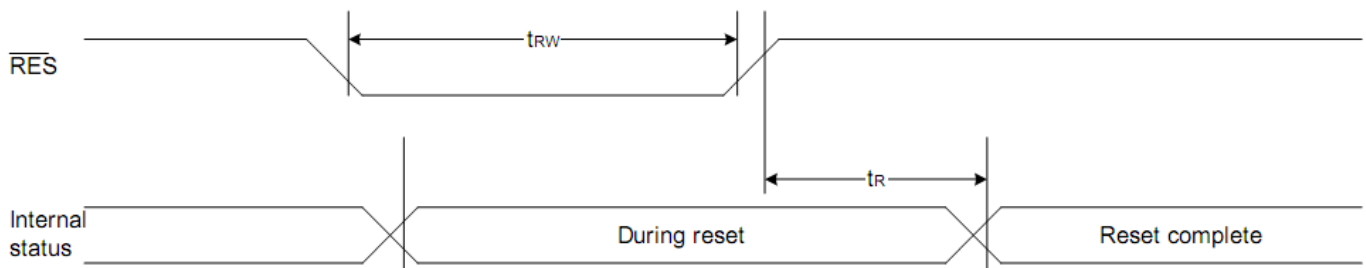 tRW
RES
tR
Internal
status
During reset
Reset complete